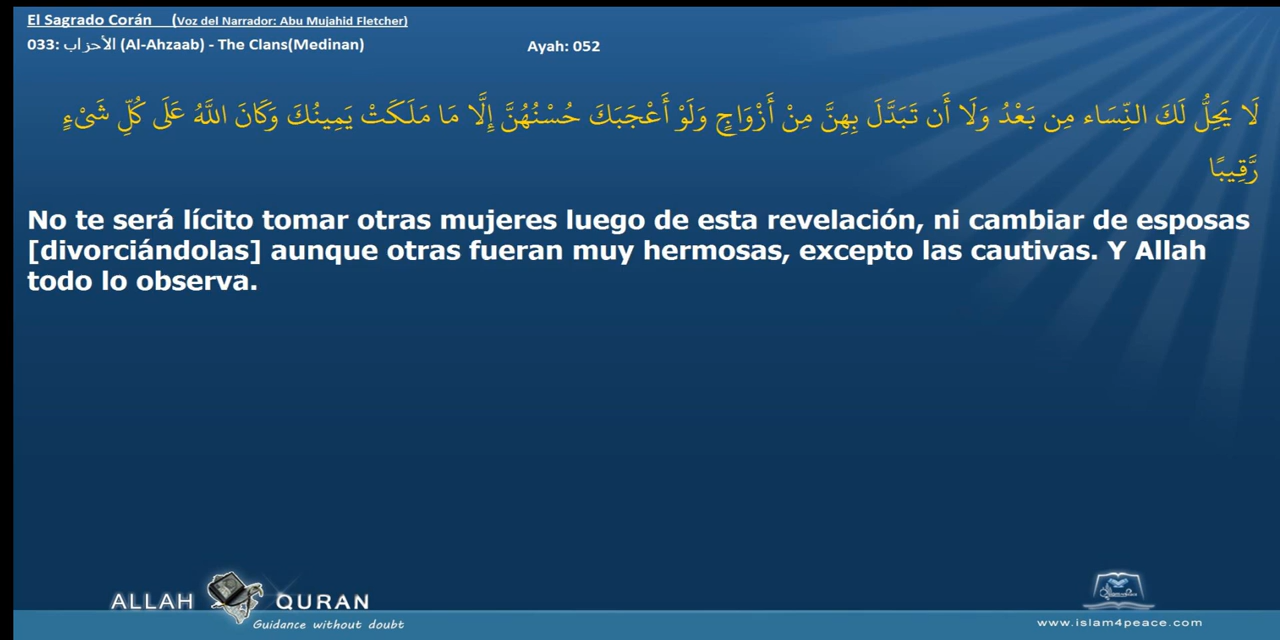 El Sagrado Corán (Voz del Narrador: Abu Mujahid Fletcher)
033: الأحزاب (Al-Ahzaab) - The Clans(Medinan) Ayah: 052
لَا يَحِلُّ لَكَ النِّسَاء مِن بَعْدُ وَلَا أَن تَبَدَّلَ بِهِنَّ مِنْ أَزْوَاجٍ وَلَوْ أَعْجَبَكَ حُسْنُهُنَّ إِلَّا مَا مَلَكَتْ يَمِينُكَ وَكَانَ اللَّهُ عَلَى كُلِّ شَيْءٍ
رَّقِيبًا
No te será lícito tomar otras mujeres luego de esta revelación, ni cambiar de esposas
[divorciándolas] aunque otras fueran muy hermosas, excepto las cautivas. Y Allah
todo lo observa.
ALLAH QURAN
Guidance without doubt
www.islam4peace.com